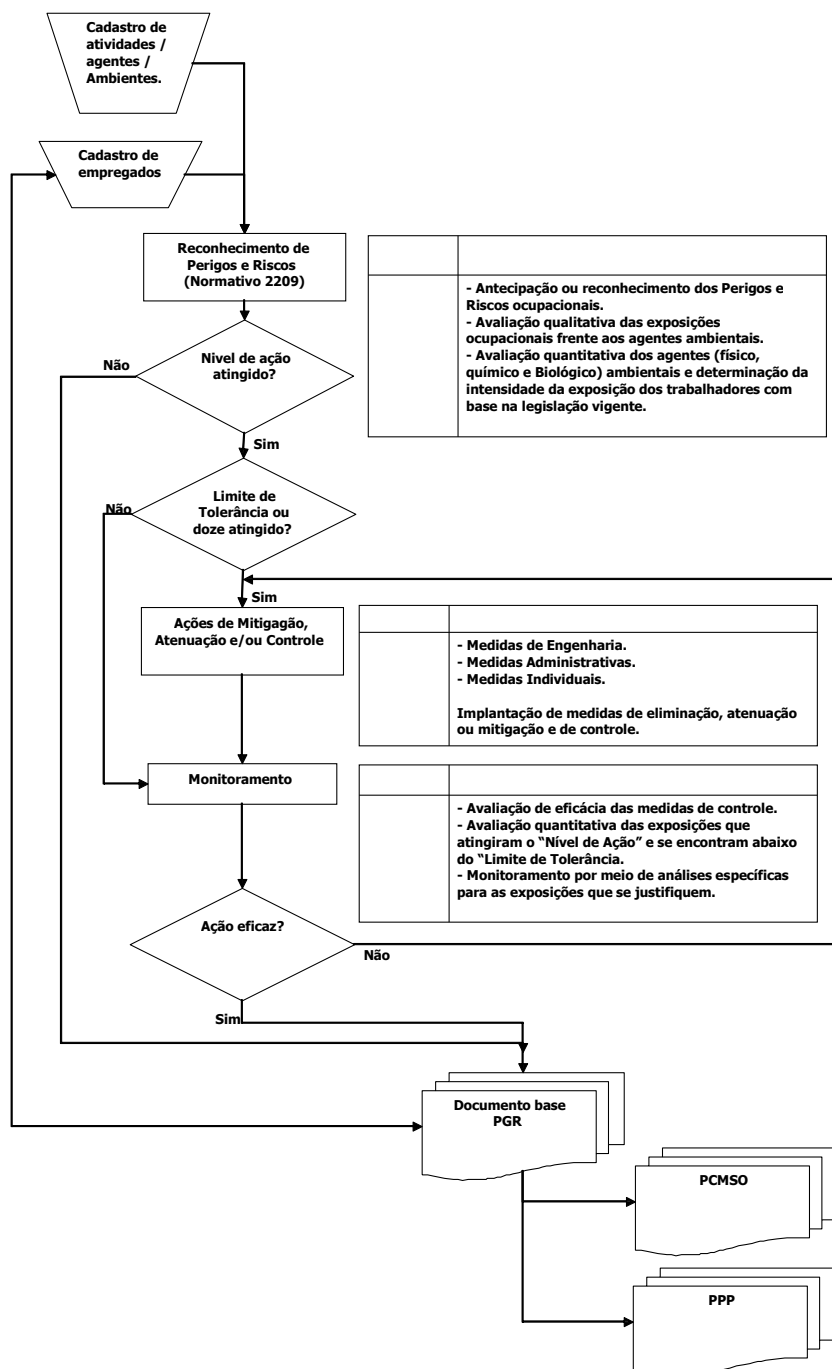 Cadastro de
atividades /
agentes /
Ambientes.
Cadastro de
empregados
Reconhecimento de
Perigos e Riscos
(Normativo 2209)
- Antecipação ou reconhecimento dos Perigos e
Riscos ocupacionais.
- Avaliação qualitativa das exposições
ocupacionais frente aos agentes ambientais.
- Avaliação quantitativa dos agentes (físico,
químico e Biológico) ambientais e determinação da
intensidade da exposição dos trabalhadores com
base na legislação vigente.
Não
Nivel de ação
atingido?
Sim
Não
Limite de
Tolerância ou
doze atingido?
Sim
Ações de Mitigagão,
Atenuação e/ou Controle
- Medidas de Engenharia.
- Medidas Administrativas.
- Medidas Individuais.
Implantação de medidas de eliminação, atenuação
ou mitigação e de controle.
Monitoramento
- Avaliação de eficácia das medidas de controle.
- Avaliação quantitativa das exposições que
atingiram o “Nível de Ação” e se encontram abaixo
do “Limite de Tolerância.
- Monitoramento por meio de análises específicas
para as exposições que se justifiquem.
Ação eficaz?
Não
Sim
Documento base
PGR
PCMSO
PPP